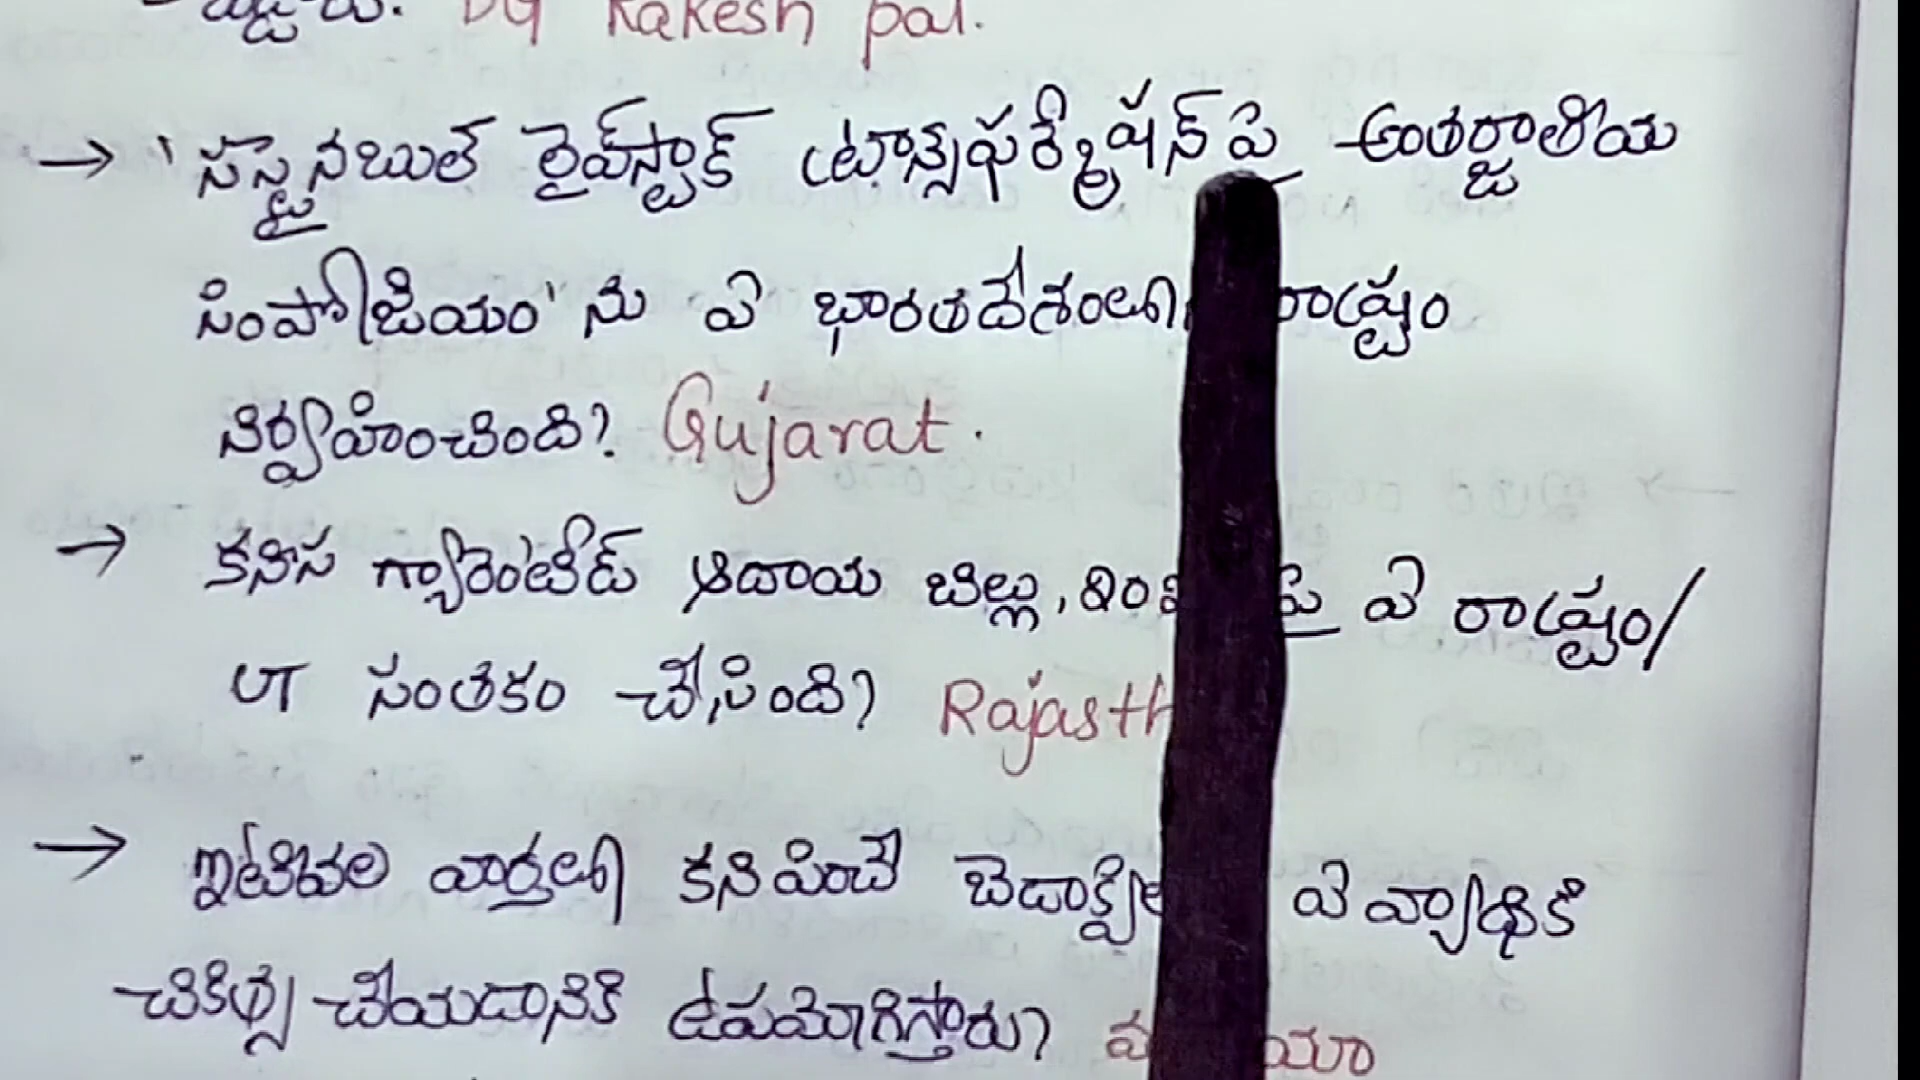 DG Rakesh pal.
→ 'సస్టైనబుల్ లైవ్‌స్టాక్ ట్రాన్స్‌ఫర్మేషన్ పై అంతర్జాతీయ
సింపోజియం' ను ఏ భారతదేశంలో రాష్ట్రం
నిర్వహించింది? Gujarat.
→ కనీస గ్యారెంటీడ్ ఆదాయ బిల్లు, పై ఏ రాష్ట్రం/
UT సంతకం చేసింది?
→ ఇటీవల వార్తల్లో కనిపించే ఏ వ్యాధికి
చికిత్స చేయడానికి ఉపయోగిస్తారు?